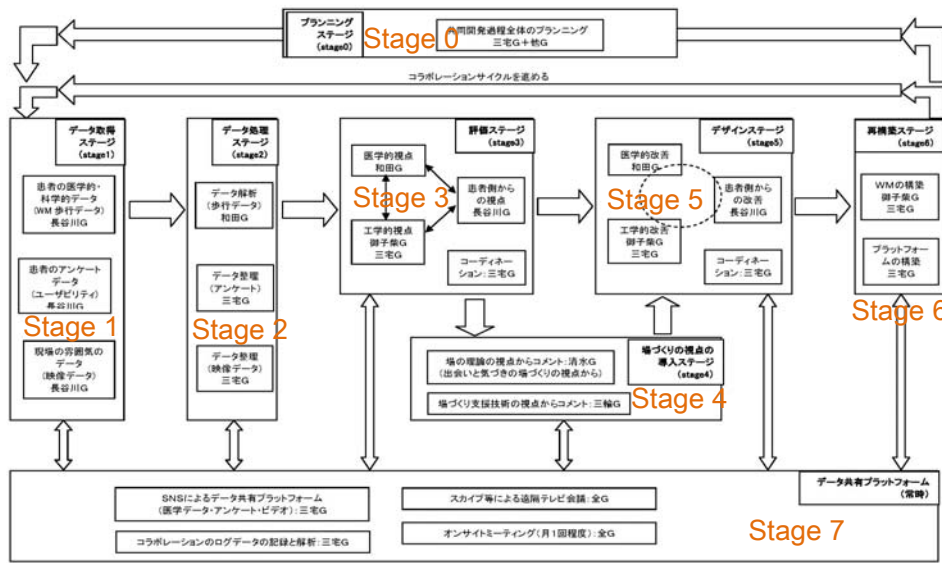 プランニング
ステージ
(stage0)
Stage 0
共同開発過程全体のプランニング
三宅G+他G
コラボレーションサイクルを進める
データ取得
ステージ
(stage1)
患者の医学的・
科学的データ
(WM 歩行データ)
長谷川G
患者のアンケート
データ
(ユーザビリティ)
長谷川G
Stage 1
現場の雰囲気の
データ
(映像データ)
長谷川G
データ処理
ステージ
(stage2)
データ解析
(歩行データ)
和田G
データ整理
(アンケート)
三宅G
Stage 2
データ整理
(映像データ)
三宅G
評価ステージ
(stage3)
医学的視点
和田G
Stage 3
患者側から
の視点
長谷川G
工学的視点
御子柴G
三宅G
コーディネー
ション:三宅G
デザインステージ
(stage5)
医学的改善
和田G
Stage 5
患者側から
の改善
長谷川G
工学的改善
御子柴G
三宅G
コーディネー
ション:三宅G
再構築ステージ
(stage6)
WMの構築
御子柴G
三宅G
プラットフォー
ムの構築
三宅G
Stage 6
場づくりの視点の
導入ステージ
(stage4)
場の理論の視点からコメント:清水G
(出会いと気づきの場づくりの視点から)
Stage 4
場づくり支援技術の視点からコメント:三輪G
データ共有プラットフォーム
(常時)
SNSによるデータ共有プラットフォーム
(医学データ・アンケート・ビデオ):三宅G
スカイプ等による遠隔テレビ会議:全G
コラボレーションのログデータの記録と解析:三宅G
オンサイトミーティング(月1回程度):全G
Stage 7